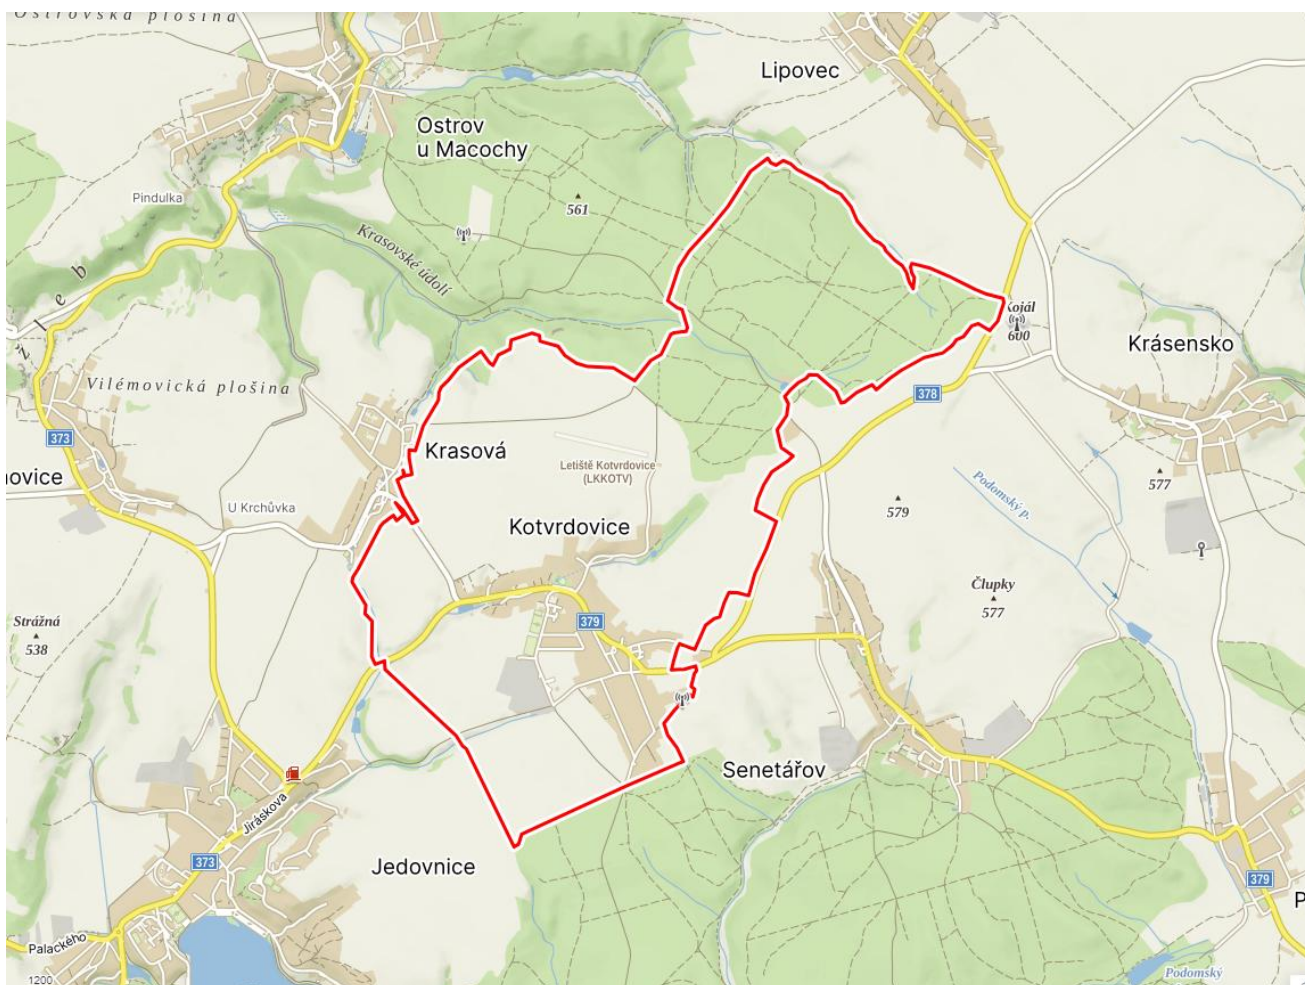 Ostrovská plošina
Lipovec
Ostrov
u Macochy
Pindulka
561
Krasovské údolí
žleb
Kojál
600
Krásensko
Vilémovická plošina
378
373
Krasová
Letiště Kotvrdovice
(LKKOTV)
ovice
577
Podomský p.
U Krchůvka
Kotvrdovice
579
Člupky
577
Strážná
538
379
Senetářov
Jiráskova
373
Jedovnice
379
P
Palackého
Podomský
1200